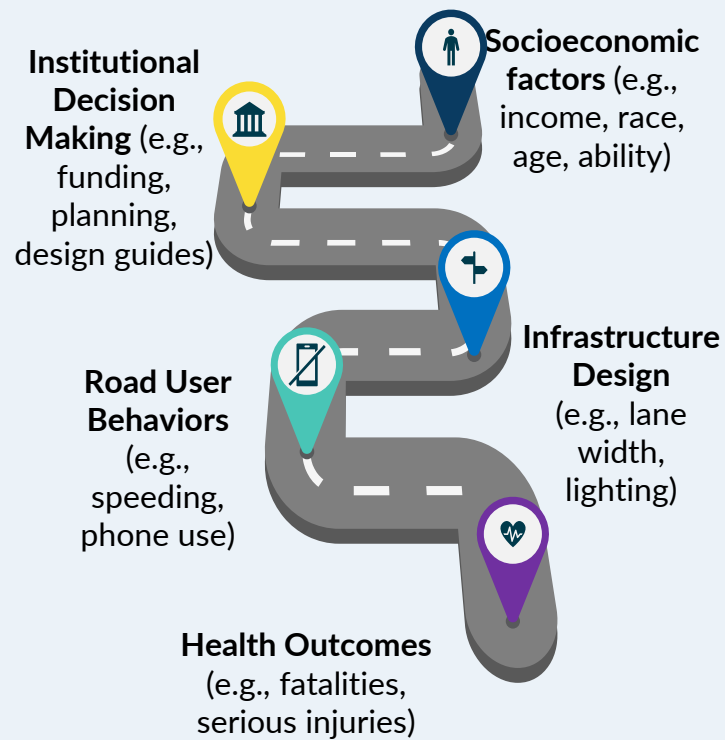 Socioeconomic
factors (e.g.,
income, race,
age, ability)
Institutional
Decision
Making (e.g.,
funding,
planning,
design guides)
Infrastructure
Design
(e.g., lane
width,
lighting)
Road User
Behaviors
(e.g.,
speeding,
phone use)
Health Outcomes
(e.g., fatalities,
serious injuries)